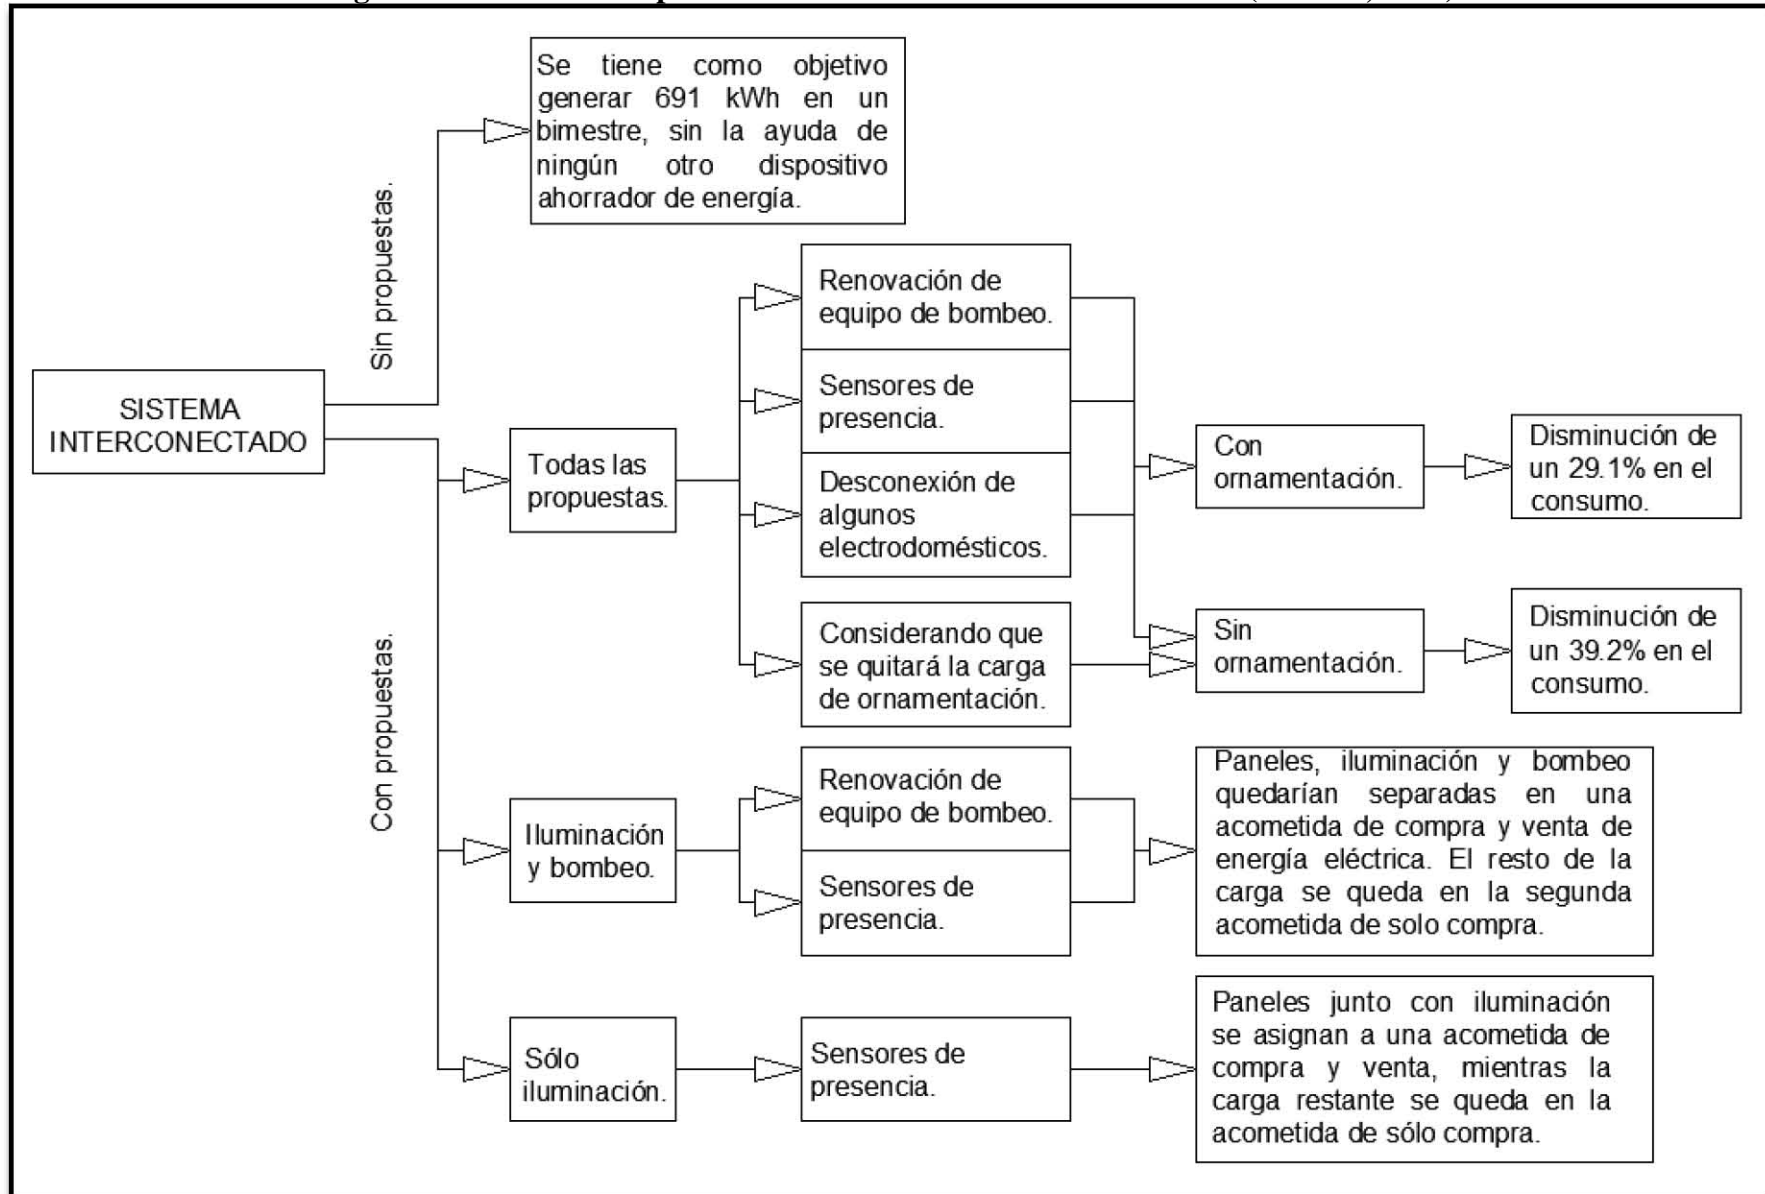 Se tiene como objetivo
generar 691 kWh en un
bimestre, sin la ayuda de
ningún otro dispositivo
ahorrador de energía.
Sin propuestas.
SISTEMA
INTERCONECTADO
Con propuestas.
Todas las
propuestas.
Renovación de
equipo de bombeo.
Sensores de
presencia.
Desconexión de
algunos
electrodomésticos.
Considerando que
se quitará la carga
de ornamentación.
Con
ornamentación.
Disminución de
un 29.1% en el
consumo.
Sin
ornamentación.
Disminución de
un 39.2% en el
consumo.
Iluminación
y bombeo.
Renovación de
equipo de bombeo.
Sensores de
presencia.
Paneles, iluminación y bombeo
quedarían separadas en una
acometida de compra y venta de
energía eléctrica. El resto de la
carga se queda en la segunda
acometida de solo compra.
Sólo
iluminación.
Sensores de
presencia.
Paneles junto con iluminación
se asignan a una acometida de
compra y venta, mientras la
carga restante se queda en la
acometida de sólo compra.